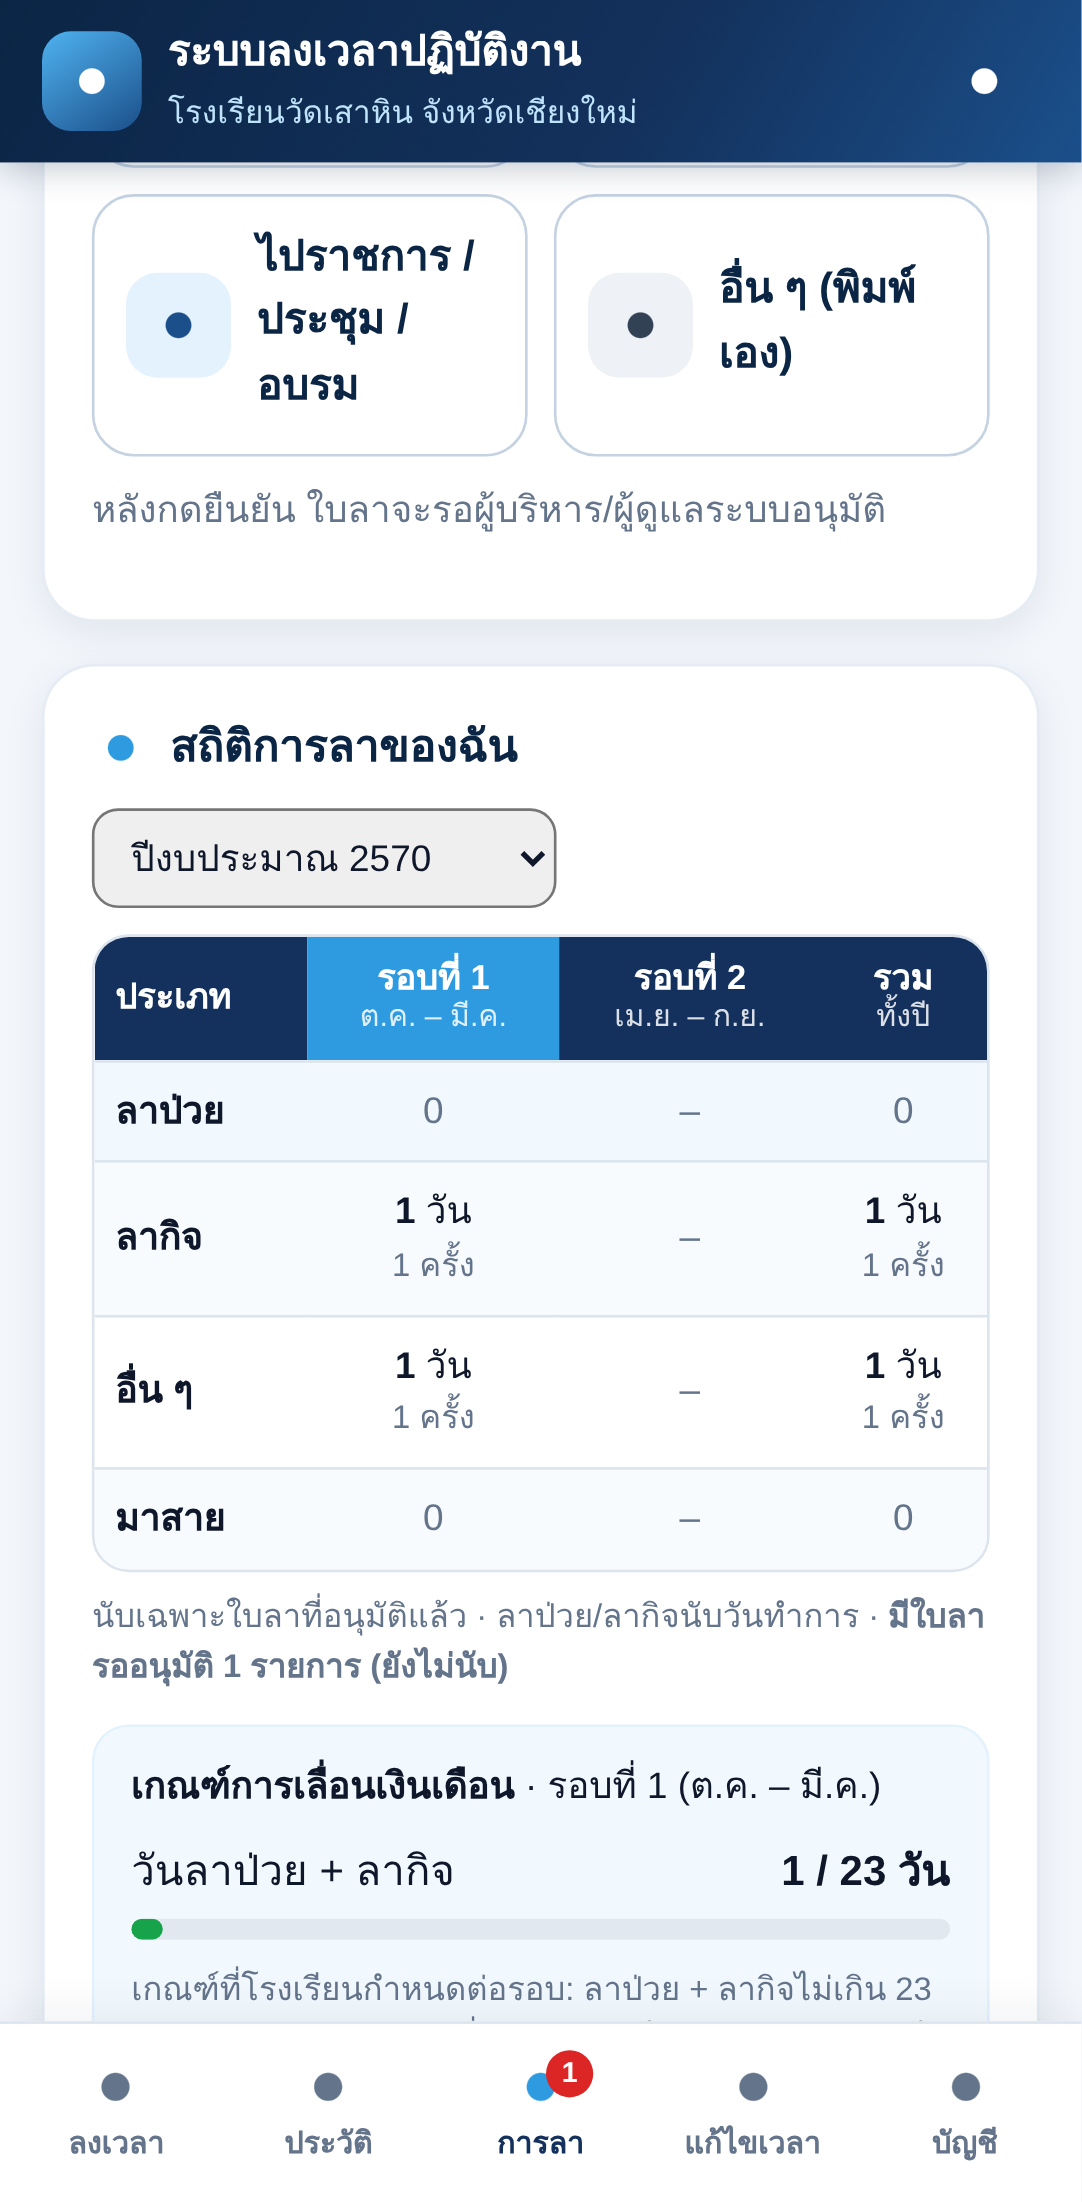 ระบบลงเวลาปฏิบัติงาน
โรงเรียนวัดเสาหิน จังหวัดเชียงใหม่
ไปราชการ /
ประชุม /
อบรม
อื่น ๆ (พิมพ์
เอง)
หลังกดยืนยัน ใบลาจะรอผู้บริหาร/ผู้ดูแลระบบอนุมัติ
สถิติการลาของฉัน
ปีงบประมาณ 2570
ประเภท รอบที่ 1 รอบที่ 2 รวม
ต.ค. – มี.ค. เม.ย. – ก.ย. ทั้งปี
ลาป่วย 0 – 0
ลากิจ 1 วัน – 1 วัน
1 ครั้ง 1 ครั้ง
อื่น ๆ 1 วัน – 1 วัน
1 ครั้ง 1 ครั้ง
มาสาย 0 – 0
นับเฉพาะใบลาที่อนุมัติแล้ว · ลาป่วย/ลากิจนับวันทำการ · มีใบลา
รออนุมัติ 1 รายการ (ยังไม่นับ)
เกณฑ์การเลื่อนเงินเดือน · รอบที่ 1 (ต.ค. – มี.ค.)
วันลาป่วย + ลากิจ 1 / 23 วัน
เกณฑ์ที่โรงเรียนกำหนดต่อรอบ: ลาป่วย + ลากิจไม่เกิน 23
1
ลงเวลา ประวัติ การลา แก้ไขเวลา บัญชี